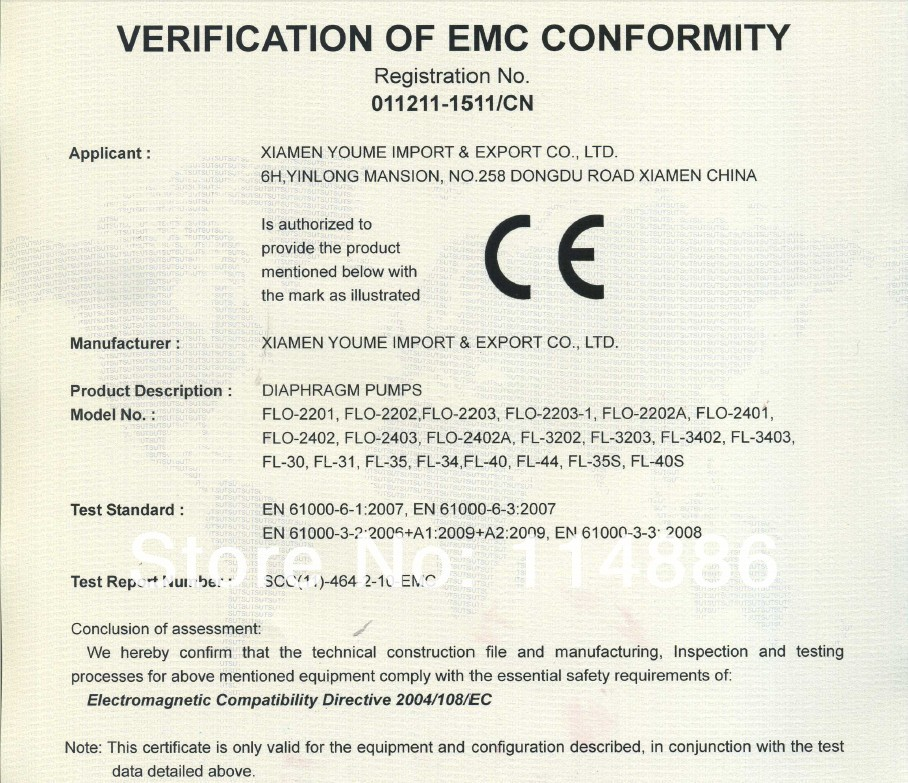 VERIFICATION OF EMC CONFORMITY
Registration No.
011211-1511/CN
Applicant : XIAMEN YOUME IMPORT & EXPORT CO., LTD.
6H,YINLONG MANSION, NO.258 DONGDU ROAD XIAMEN CHINA
Is authorized to
provide the product
mentioned below with
the mark as illustrated
CE
Manufacturer : XIAMEN YOUME IMPORT & EXPORT CO., LTD.
Product Description : DIAPHRAGM PUMPS
Model No. : FLO-2201, FLO-2202,FLO-2203, FLO-2203-1, FLO-2202A, FLO-2401,
FLO-2402, FLO-2403, FLO-2402A, FL-3202, FL-3203, FL-3402, FL-3403,
FL-30, FL-31, FL-35, FL-34,FL-40, FL-44, FL-35S, FL-40S
Test Standard : EN 61000-6-1:2007, EN 61000-6-3:2007
EN 61000-3-2:2006+A1:2009+A2:2009, EN 61000-3-3: 2008
Store No: 114886
Test Report Number :
Conclusion of assessment:
We hereby confirm that the technical construction file and manufacturing, Inspection and testing
processes for above mentioned equipment comply with the essential safety requirements of:
Electromagnetic Compatibility Directive 2004/108/EC
Note: This certificate is only valid for the equipment and configuration described, in conjunction with the test
data detailed above.